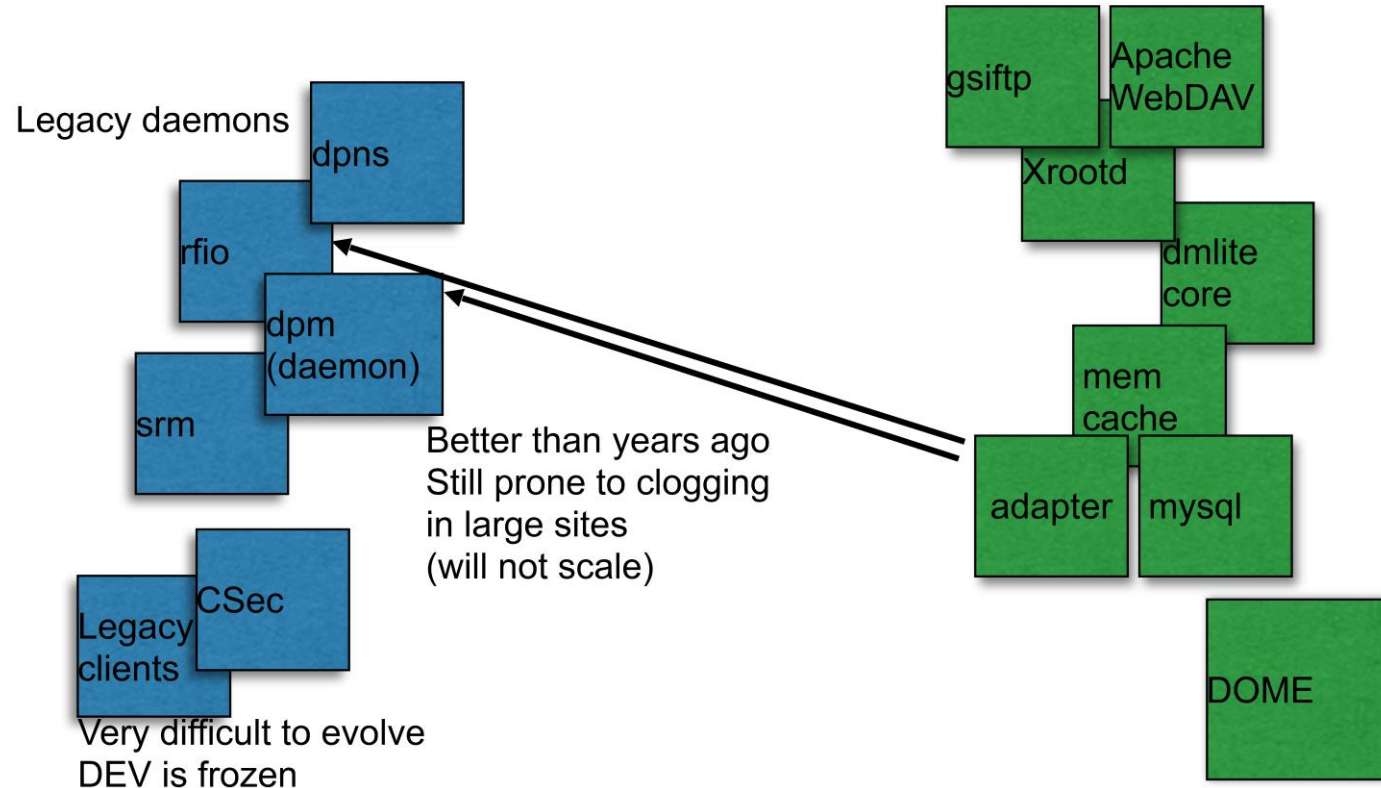 Legacy daemons
dpns
rfio
dpm
(daemon)
srm
Better than years ago
Still prone to clogging
in large sites
(will not scale)
CSec
Legacy
clients
Very difficult to evolve
DEV is frozen
gsiftp
Apache
WebDAV
Xrootd
dmlite
core
mem
cache
adapter
mysql
DOME